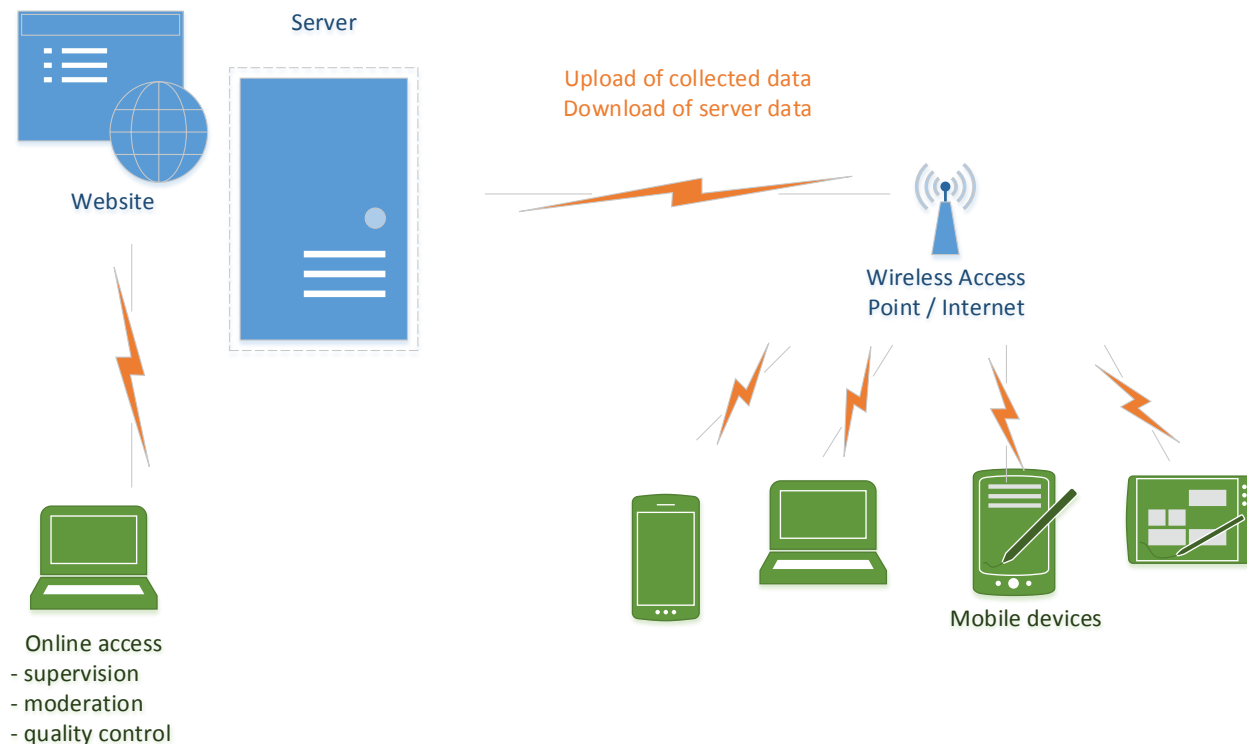 Server
Upload of collected data
Download of server data
Website
Wireless Access
Point / Internet
Mobile devices
Online access
- supervision
- moderation
- quality control